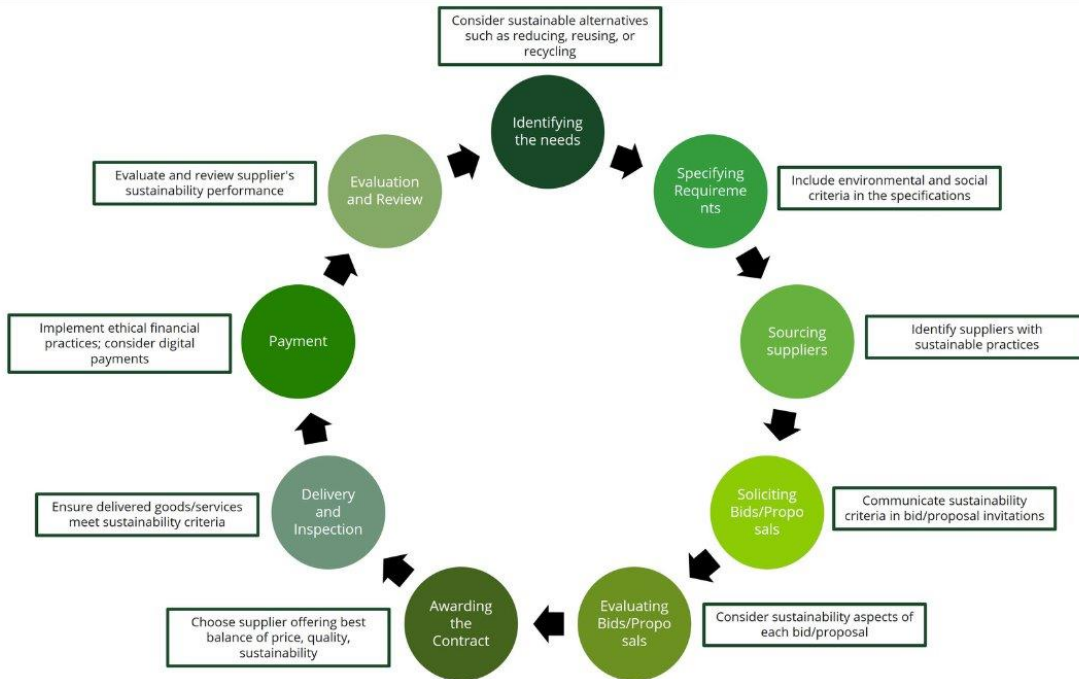 Consider sustainable alternatives
such as reducing, reusing, or
recycling
Identifying
the needs
Specifying
Requireme
nts
Include environmental and social
criteria in the specifications
Sourcing
suppliers
Identify suppliers with
sustainable practices
Soliciting
Bids/Propo
sals
Communicate sustainability
criteria in bid/proposal invitations
Evaluating
Bids/Propo
sals
Consider sustainability aspects of
each bid/proposal
Awarding
the
Contract
Choose supplier offering best
balance of price, quality,
sustainability
Delivery
and
Inspection
Ensure delivered goods/services
meet sustainability criteria
Payment
Implement ethical financial
practices; consider digital
payments
Evaluation
and Review
Evaluate and review supplier's
sustainability performance